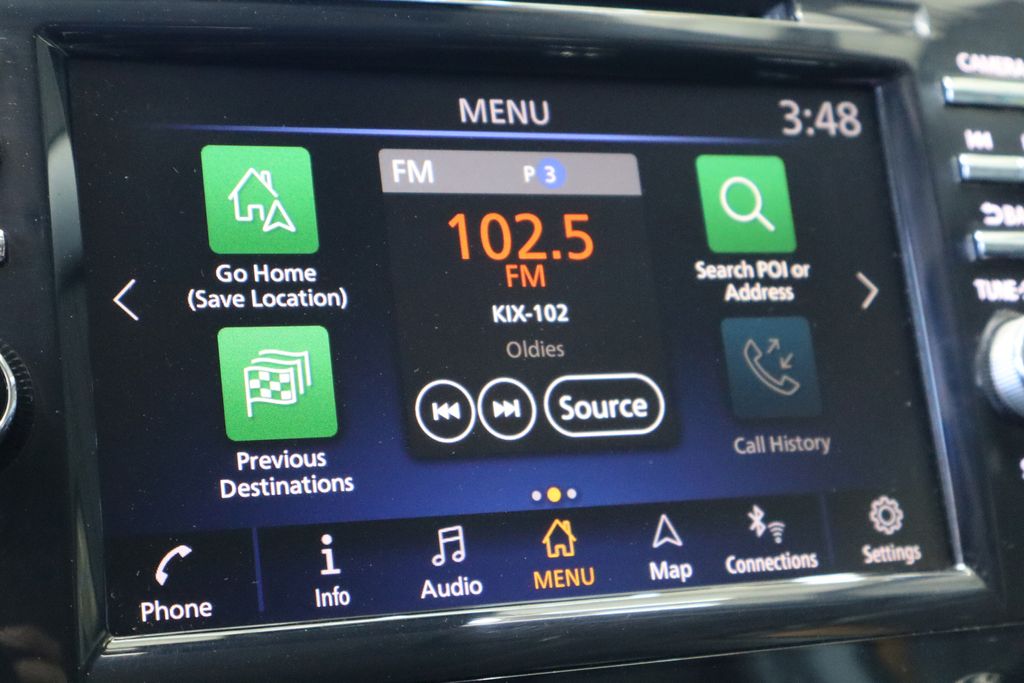 MENU
3:48
FM
P 3
102.5
FM
KIX-102
Oldies
Source
Go Home
(Save Location)
Previous
Destinations
Search POI or
Address
Call History
Phone
Info
Audio
MENU
Map
Connections
Settings
CAMERA